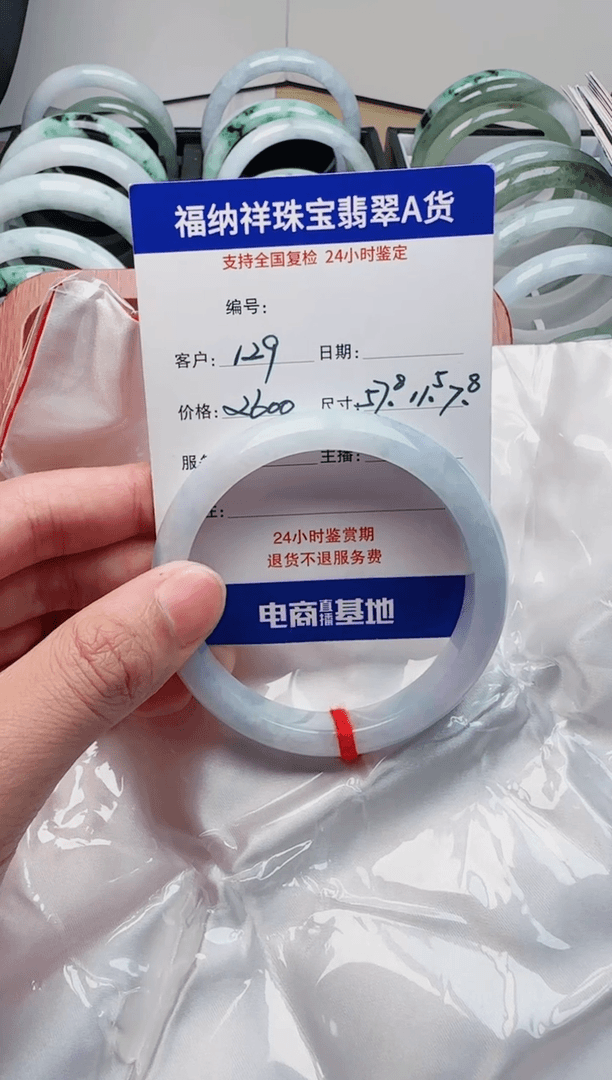 福纳祥珠宝翡翠A货
支持全国复检 24小时鉴定
编号:
客户: 129 日期:
价格: 2600 尺寸: 57.8 11.5 7.8
主播:
24小时鉴赏期
退货不退服务费
电商直播基地